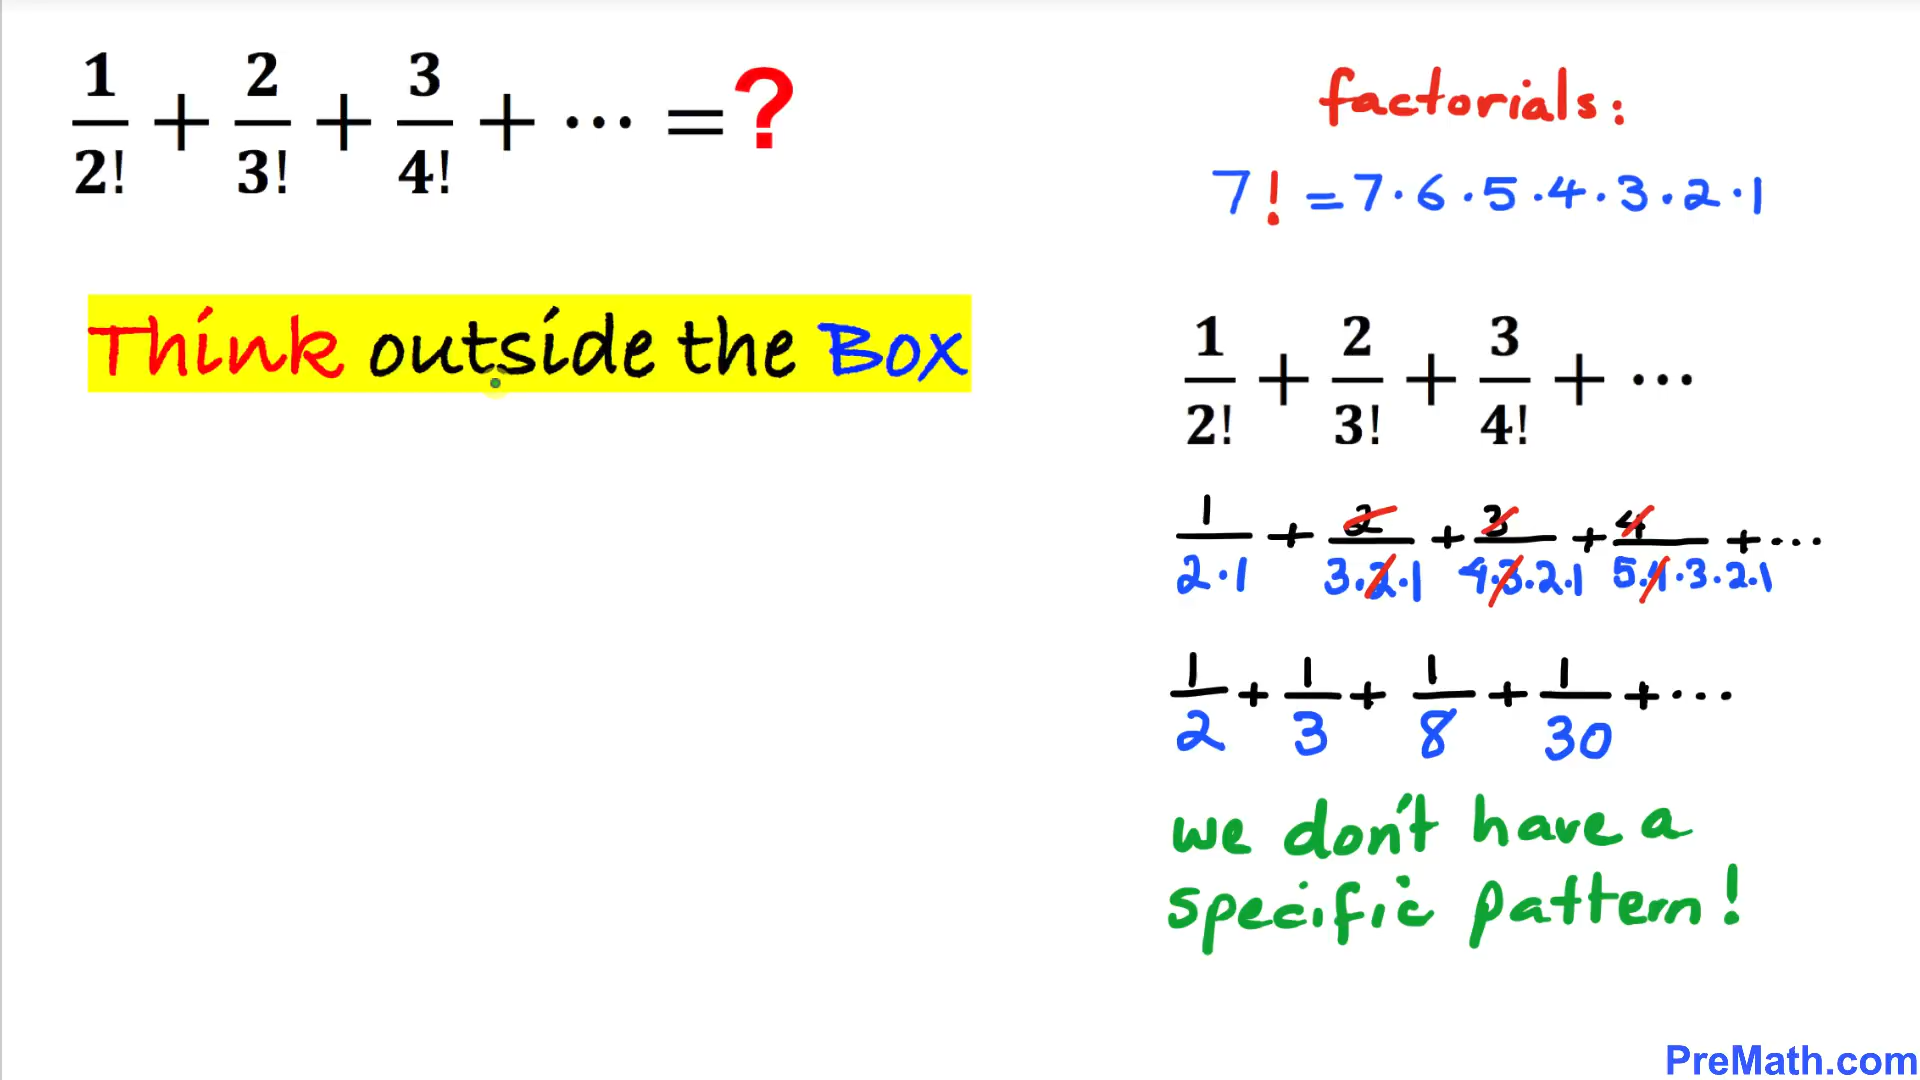 1/2! + 2/3! + 3/4! + ⋯ = ?
Think outside the Box
factorials:
7! = 7·6·5·4·3·2·1
1/2! + 2/3! + 3/4! + ⋯
1/2·1 + 2/3·2·1 + 3/4·3·2·1 + 4/5·4·3·2·1 + ⋯
1/2 + 1/3 + 1/8 + 1/30 + ⋯
we don't have a
specific pattern!
PreMath.com